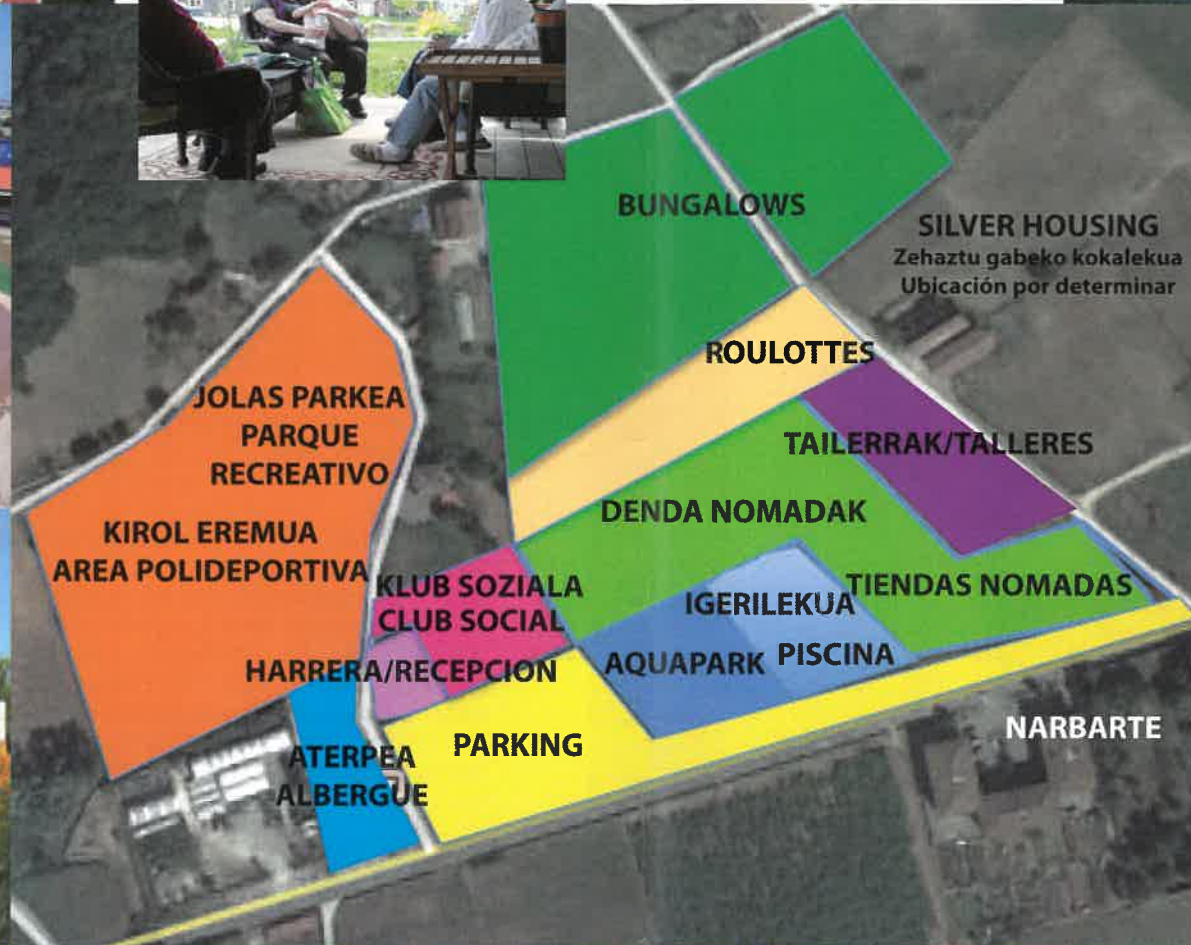 BUNGALOWS
SILVER HOUSING
Zehaztu gabeko kokalekua
Ubicación por determinar
ROULOTTES
JOLAS PARKEA
PARQUE
RECREATIVO
TAILERRAK/TALLERES
DENDA NOMADAK
KIROL EREMUA
AREA POLIDEPORTIVA
KLUB SOZIALA
CLUB SOCIAL
IGERILEKUA
TIENDAS NOMADAS
AQUAPARK
PISCINA
HARRERA/RECEPCION
NARBARTE
PARKING
ATERPEA
ALBERGUE